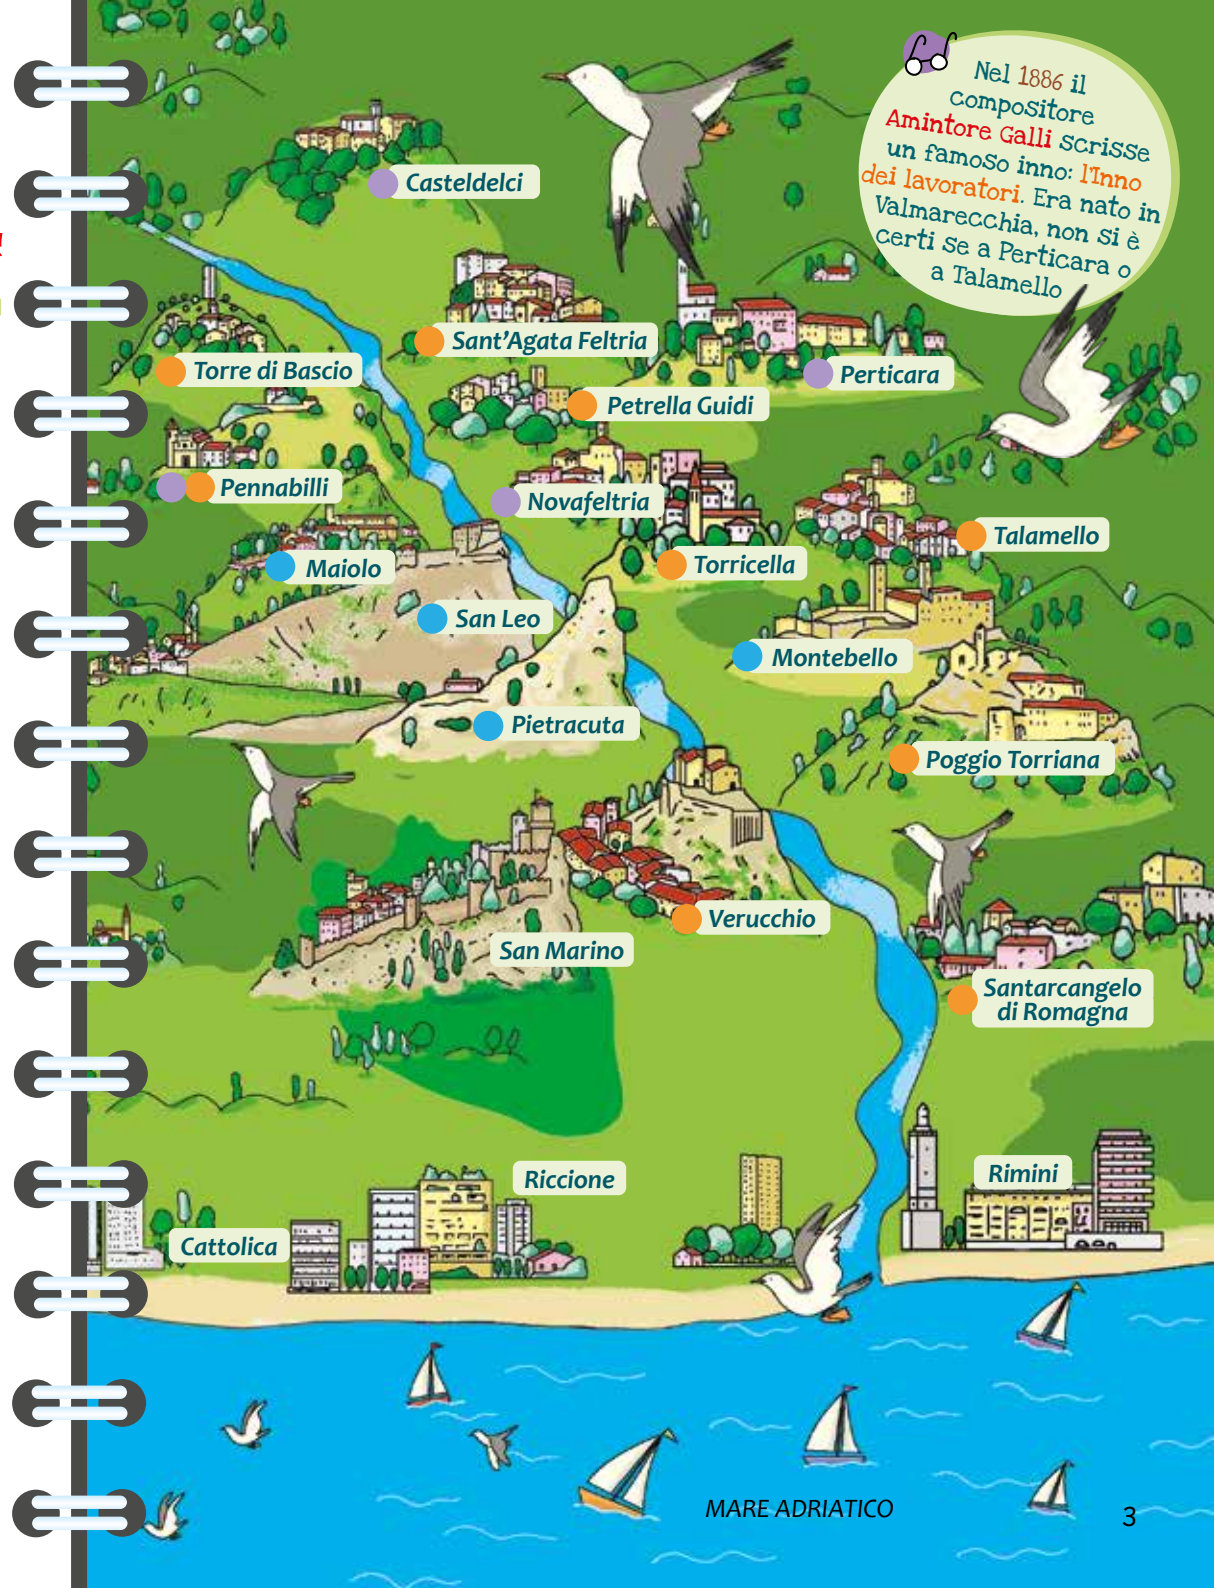 Nel 1886 il
compositore
Amintore Galli scrisse
un famoso inno: l'Inno
dei lavoratori. Era nato in
Valmarecchia, non si è
certi se a Perticara o
a Talamello
Casteldelci
Sant'Agata Feltria
Torre di Bascio
Perticara
Petrella Guidi
Pennabilli
Novafeltria
Talamello
Maiolo
Torricella
San Leo
Montebello
Pietracuta
Poggio Torriana
Verucchio
San Marino
Santarcangelo
di Romagna
Riccione
Rimini
Cattolica
MARE ADRIATICO
3